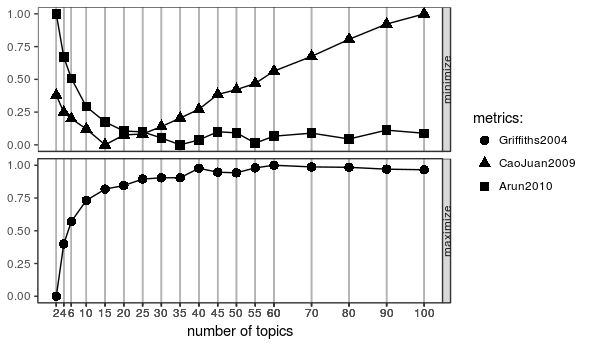 1.00
0.75
0.50
0.25
0.00
minimize
1.00
0.75
0.50
0.25
0.00
maximize
2 4 6 10 15 20 25 30 35 40 45 50 55 60 70 80 90 100
number of topics
metrics:
Griffiths2004
CaoJuan2009
Arun2010